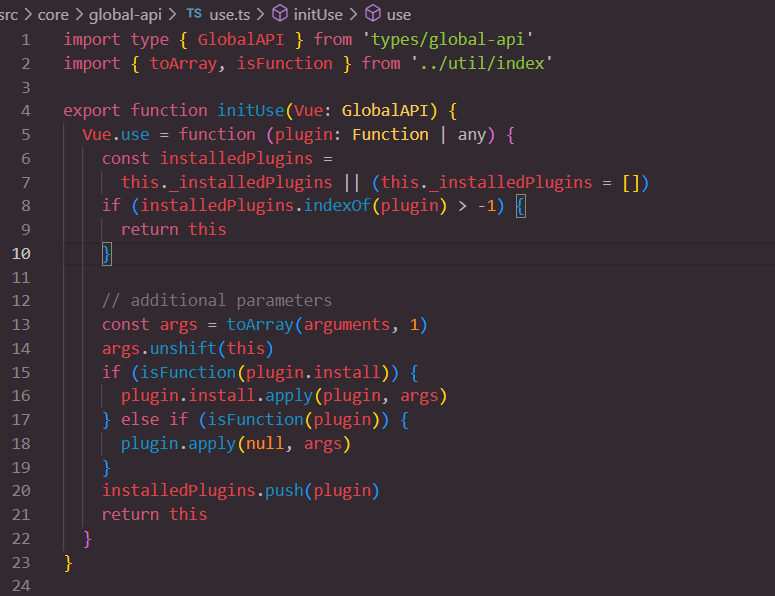 src > core > global-api > TS use.ts > initUse > use
1 import type { GlobalAPI } from 'types/global-api'
2 import { toArray, isFunction } from '../util/index'
3
4 export function initUse(Vue: GlobalAPI) {
5   Vue.use = function (plugin: Function | any) {
6     const installedPlugins =
7       this._installedPlugins || (this._installedPlugins = [])
8     if (installedPlugins.indexOf(plugin) > -1) {
9       return this
10     }
11
12     // additional parameters
13     const args = toArray(arguments, 1)
14     args.unshift(this)
15     if (isFunction(plugin.install)) {
16       plugin.install.apply(plugin, args)
17     } else if (isFunction(plugin)) {
18       plugin.apply(null, args)
19     }
20     installedPlugins.push(plugin)
21     return this
22   }
23 }
24